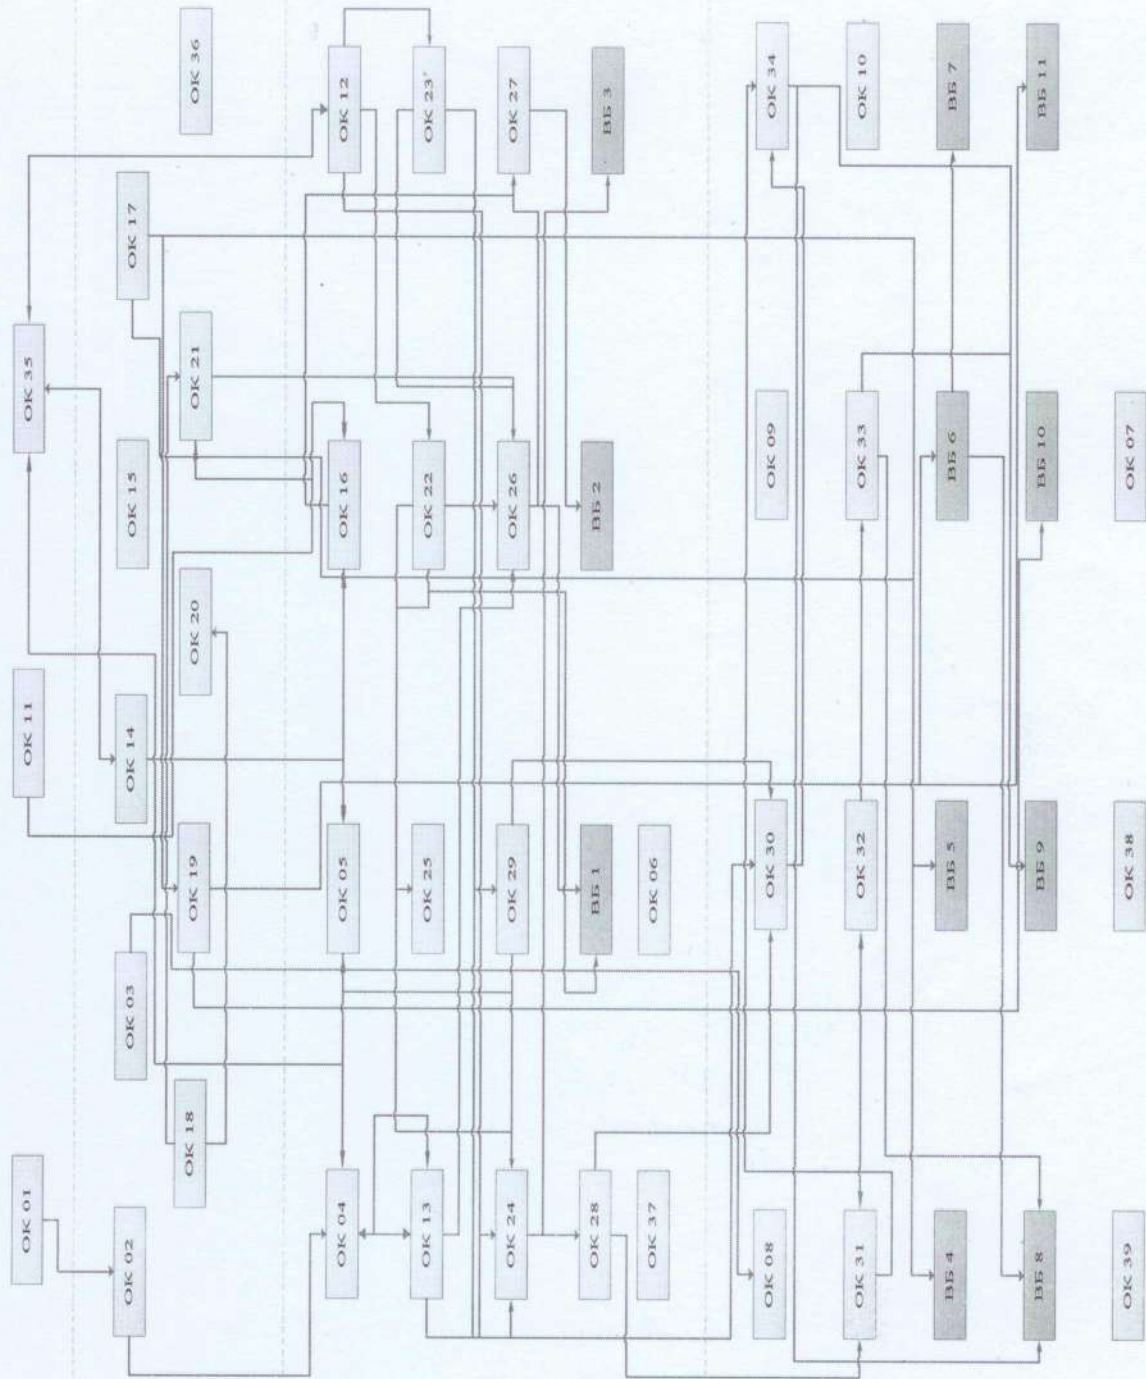 ОК 01
ОК 11
ОК 35
ОК 02
ОК 03
ОК 14
ОК 15
ОК 17
ОК 18
ОК 19
ОК 20
ОК 21
ОК 36
ОК 04
ОК 05
ОК 16
ОК 12
ОК 13
ОК 25
ОК 22
ОК 23
ОК 24
ОК 29
ОК 26
ОК 27
ОК 28
ВБ 1
ВБ 2
ВБ 3
ОК 37
ОК 06
ОК 08
ОК 30
ОК 09
ОК 34
ОК 31
ОК 32
ОК 33
ОК 10
ВБ 4
ВБ 5
ВБ 6
ВБ 7
ВБ 8
ВБ 9
ВБ 10
ВБ 11
ОК 39
ОК 38
ОК 07